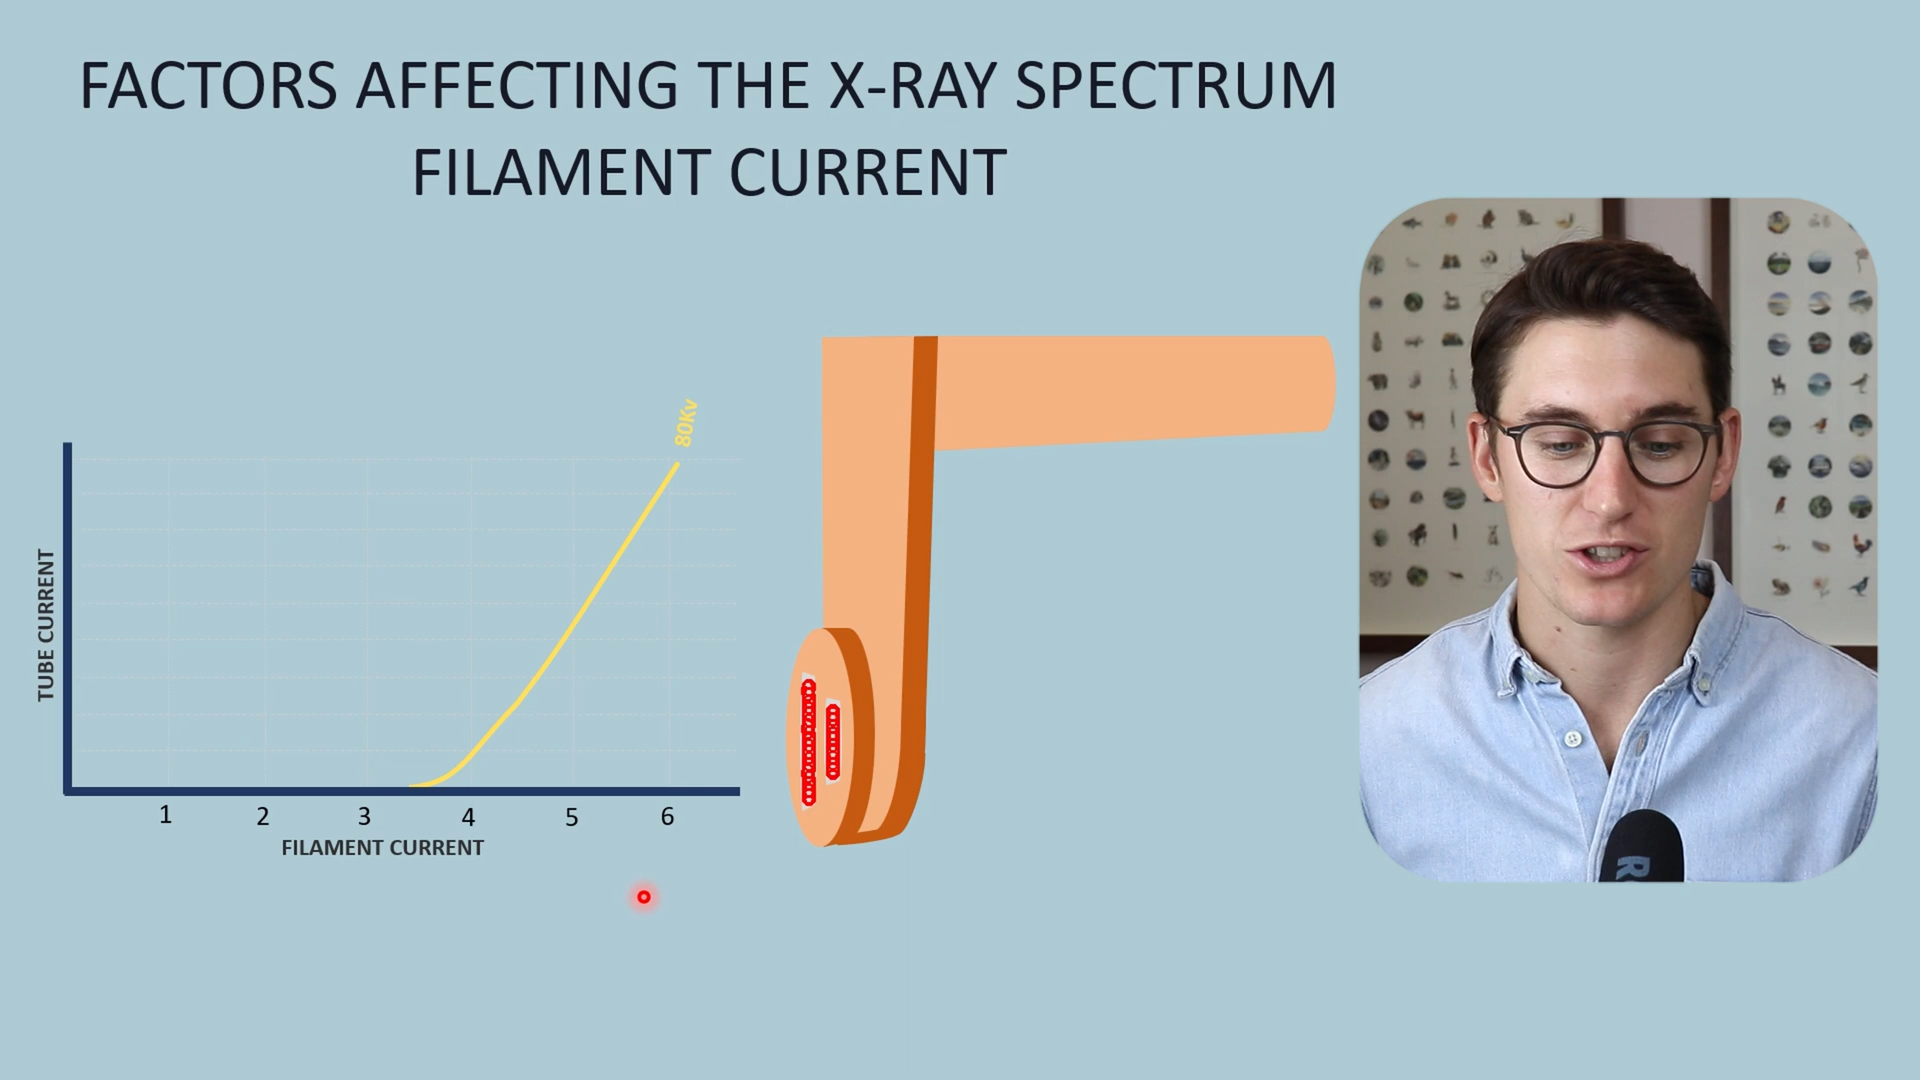 FACTORS AFFECTING THE X-RAY SPECTRUM
FILAMENT CURRENT
80Kv
TUBE CURRENT
1 2 3 4 5 6
FILAMENT CURRENT